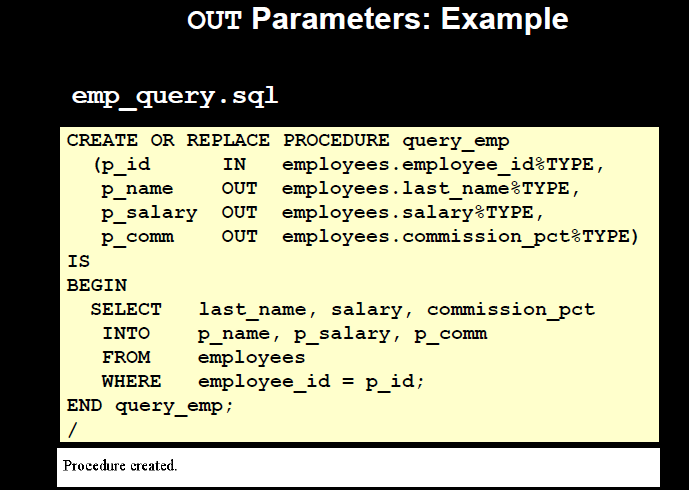 OUT Parameters: Example
emp_query.sql
CREATE OR REPLACE PROCEDURE query_emp
(p_id IN employees.employee_id%TYPE,
p_name OUT employees.last_name%TYPE,
p_salary OUT employees.salary%TYPE,
p_comm OUT employees.commission_pct%TYPE)
IS
BEGIN
SELECT last_name, salary, commission_pct
INTO p_name, p_salary, p_comm
FROM employees
WHERE employee_id = p_id;
END query_emp;
/
Procedure created.